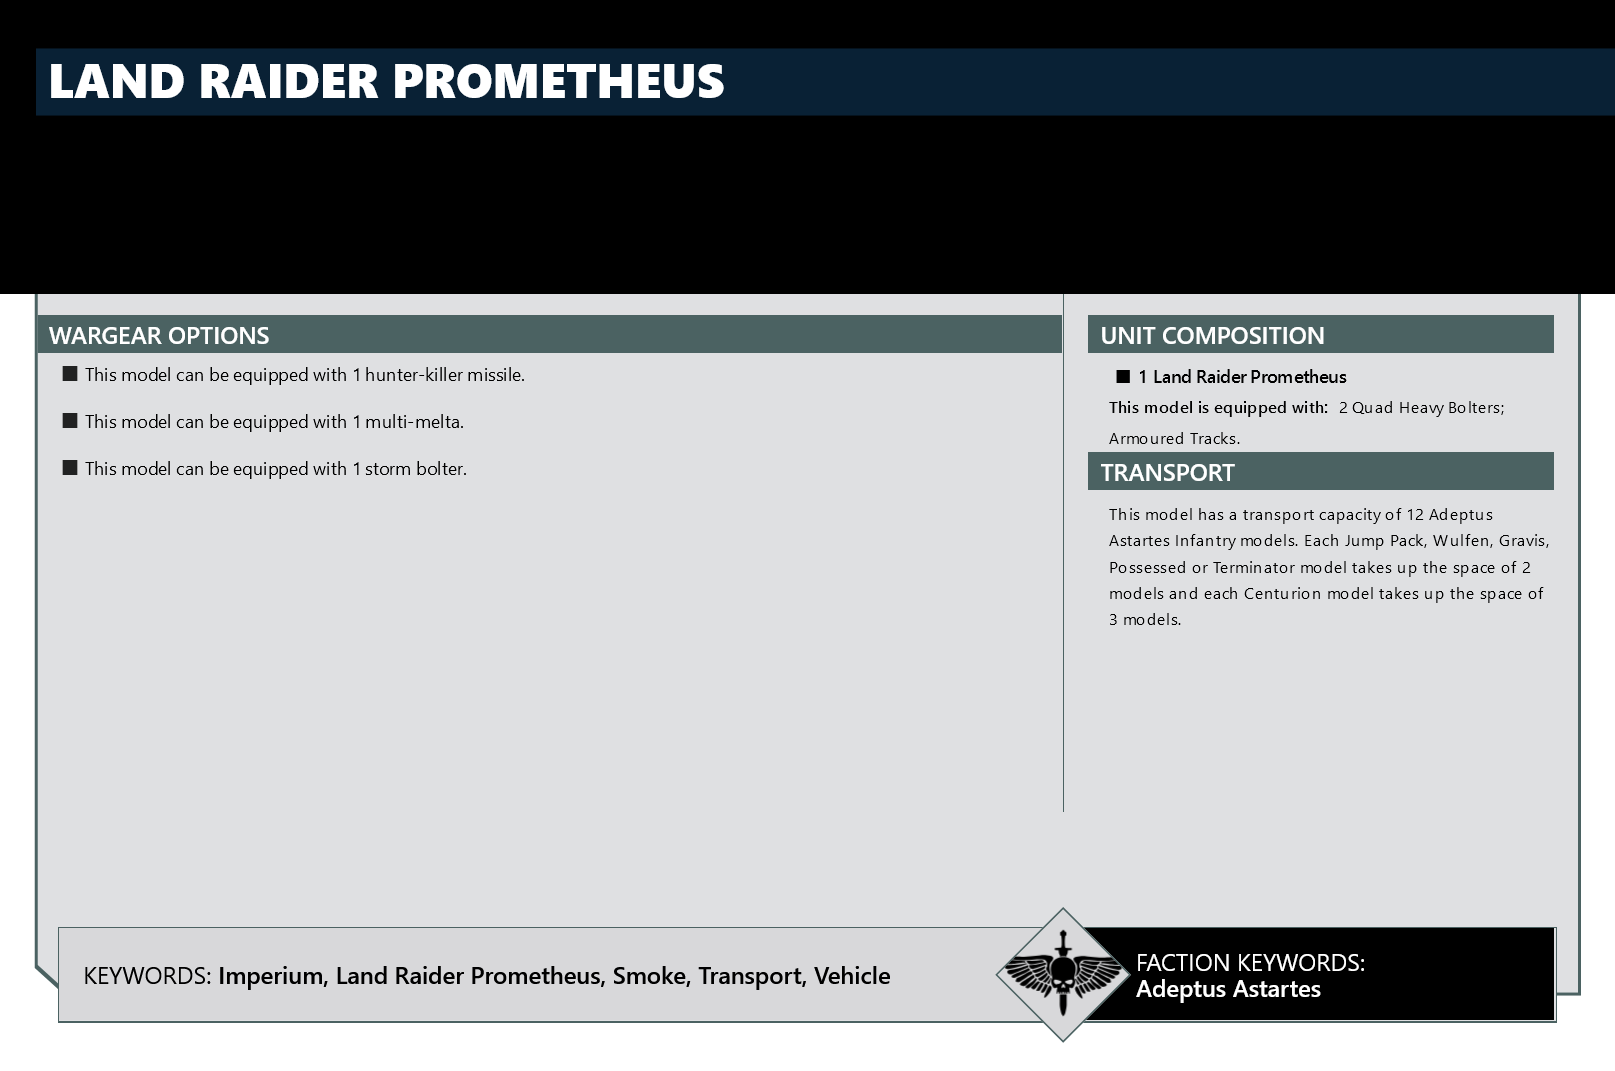 LAND RAIDER PROMETHEUS
WARGEAR OPTIONS
■ This model can be equipped with 1 hunter-killer missile.
■ This model can be equipped with 1 multi-melta.
■ This model can be equipped with 1 storm bolter.
UNIT COMPOSITION
■ 1 Land Raider Prometheus
This model is equipped with: 2 Quad Heavy Bolters;
Armoured Tracks.
TRANSPORT
This model has a transport capacity of 12 Adeptus
Astartes Infantry models. Each Jump Pack, Wulfen, Gravis,
Possessed or Terminator model takes up the space of 2
models and each Centurion model takes up the space of
3 models.
KEYWORDS: Imperium, Land Raider Prometheus, Smoke, Transport, Vehicle
FACTION KEYWORDS:
Adeptus Astartes